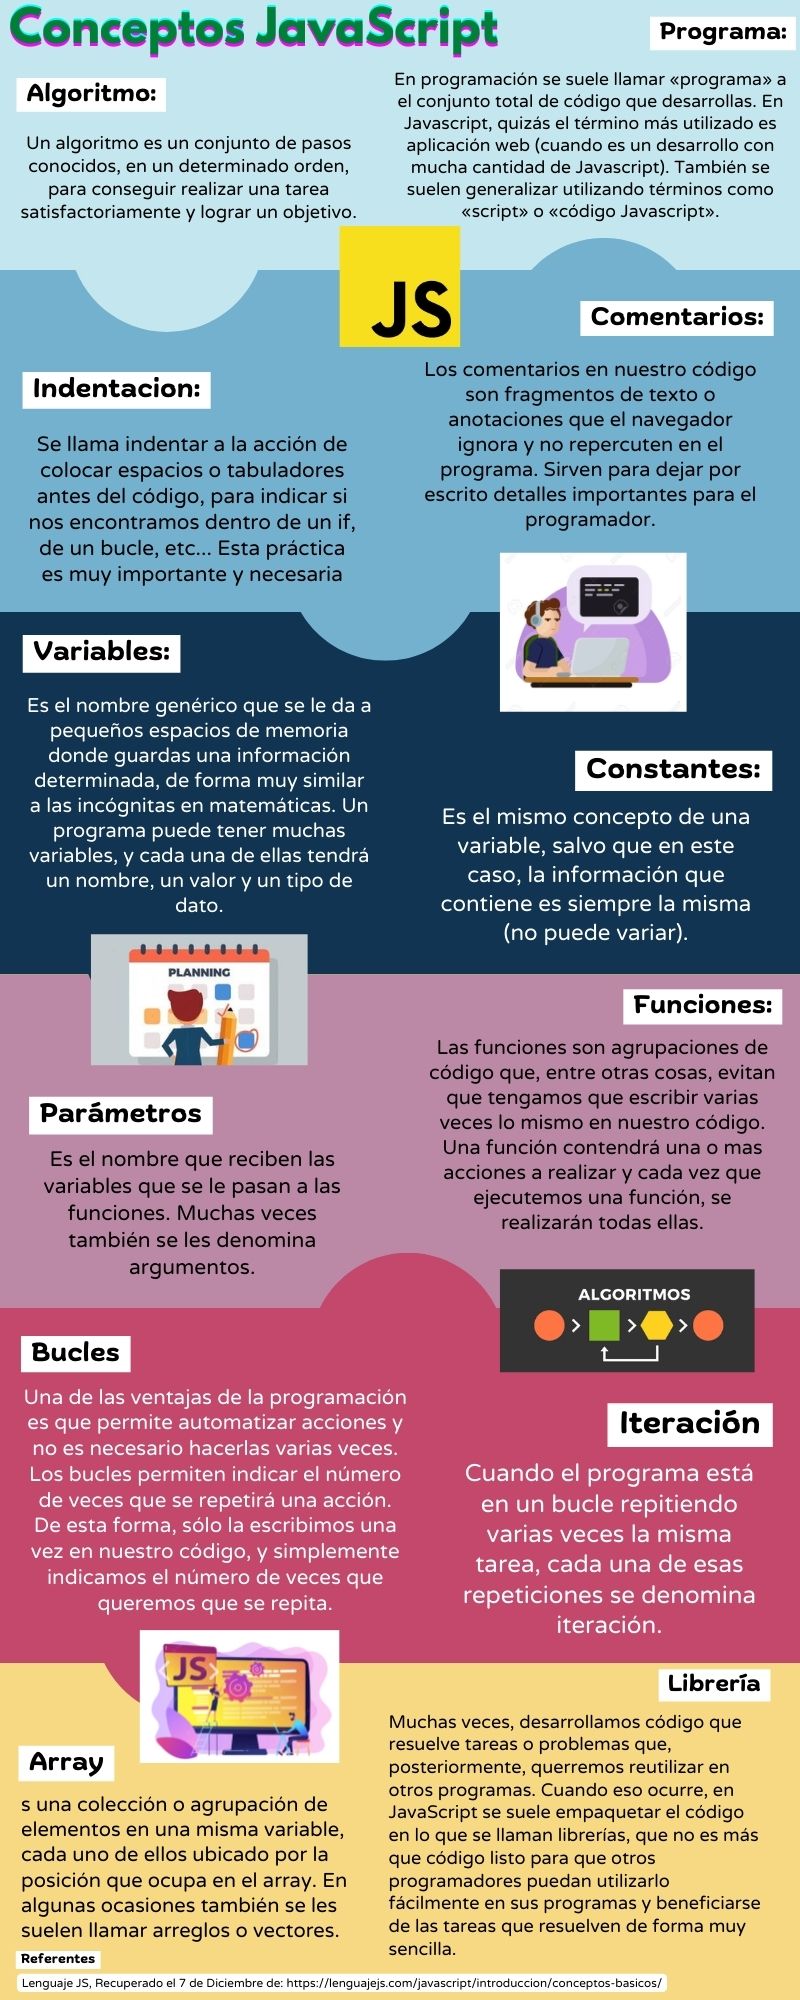 Conceptos JavaScript
Programa:
En programación se suele llamar «programa» a
el conjunto total de código que desarrollas. En
Javascript, quizás el término más utilizado es
aplicación web (cuando es un desarrollo con
mucha cantidad de Javascript). También se
suelen generalizar utilizando términos como
«script» o «código Javascript».
Algoritmo:
Un algoritmo es un conjunto de pasos
conocidos, en un determinado orden,
para conseguir realizar una tarea
satisfactoriamente y lograr un objetivo.
JS
Comentarios:
Los comentarios en nuestro código
son fragmentos de texto o
anotaciones que el navegador
ignora y no repercuten en el
programa. Sirven para dejar por
escrito detalles importantes para el
programador.
Indentacion:
Se llama indentar a la acción de
colocar espacios o tabuladores
antes del código, para indicar si
nos encontramos dentro de un if,
de un bucle, etc... Esta práctica
es muy importante y necesaria
Variables:
Es el nombre genérico que se le da a
pequeños espacios de memoria
donde guardas una información
determinada, de forma muy similar
a las incógnitas en matemáticas. Un
programa puede tener muchas
variables, y cada una de ellas tendrá
un nombre, un valor y un tipo de
dato.
Constantes:
Es el mismo concepto de una
variable, salvo que en este
caso, la información que
contiene es siempre la misma
(no puede variar).
PLANNING
Funciones:
Las funciones son agrupaciones de
código que, entre otras cosas, evitan
que tengamos que escribir varias
veces lo mismo en nuestro código.
Una función contendrá una o mas
acciones a realizar y cada vez que
ejecutemos una función, se
realizarán todas ellas.
Parámetros
Es el nombre que reciben las
variables que se le pasan a las
funciones. Muchas veces
también se les denomina
argumentos.
ALGORITMOS
Bucles
Una de las ventajas de la programación
es que permite automatizar acciones y
no es necesario hacerlas varias veces.
Los bucles permiten indicar el número
de veces que se repetirá una acción.
De esta forma, sólo la escribimos una
vez en nuestro código, y simplemente
indicamos el número de veces que
queremos que se repita.
Iteración
Cuando el programa está
en un bucle repitiendo
varias veces la misma
tarea, cada una de esas
repeticiones se denomina
iteración.
JS
Librería
Muchas veces, desarrollamos código que
resuelve tareas o problemas que,
posteriormente, querremos reutilizar en
otros programas. Cuando eso ocurre, en
JavaScript se suele empaquetar el código
en lo que se llaman librerías, que no es más
que código listo para que otros
programadores puedan utilizarlo
fácilmente en sus programas y beneficiarse
de las tareas que resuelven de forma muy
sencilla.
Array
s una colección o agrupación de
elementos en una misma variable,
cada uno de ellos ubicado por la
posición que ocupa en el array. En
algunas ocasiones también se les
suelen llamar arreglos o vectores.
Referentes
Lenguaje JS, Recuperado el 7 de Diciembre de: https://lenguajejs.com/javascript/introduccion/conceptos-basicos/